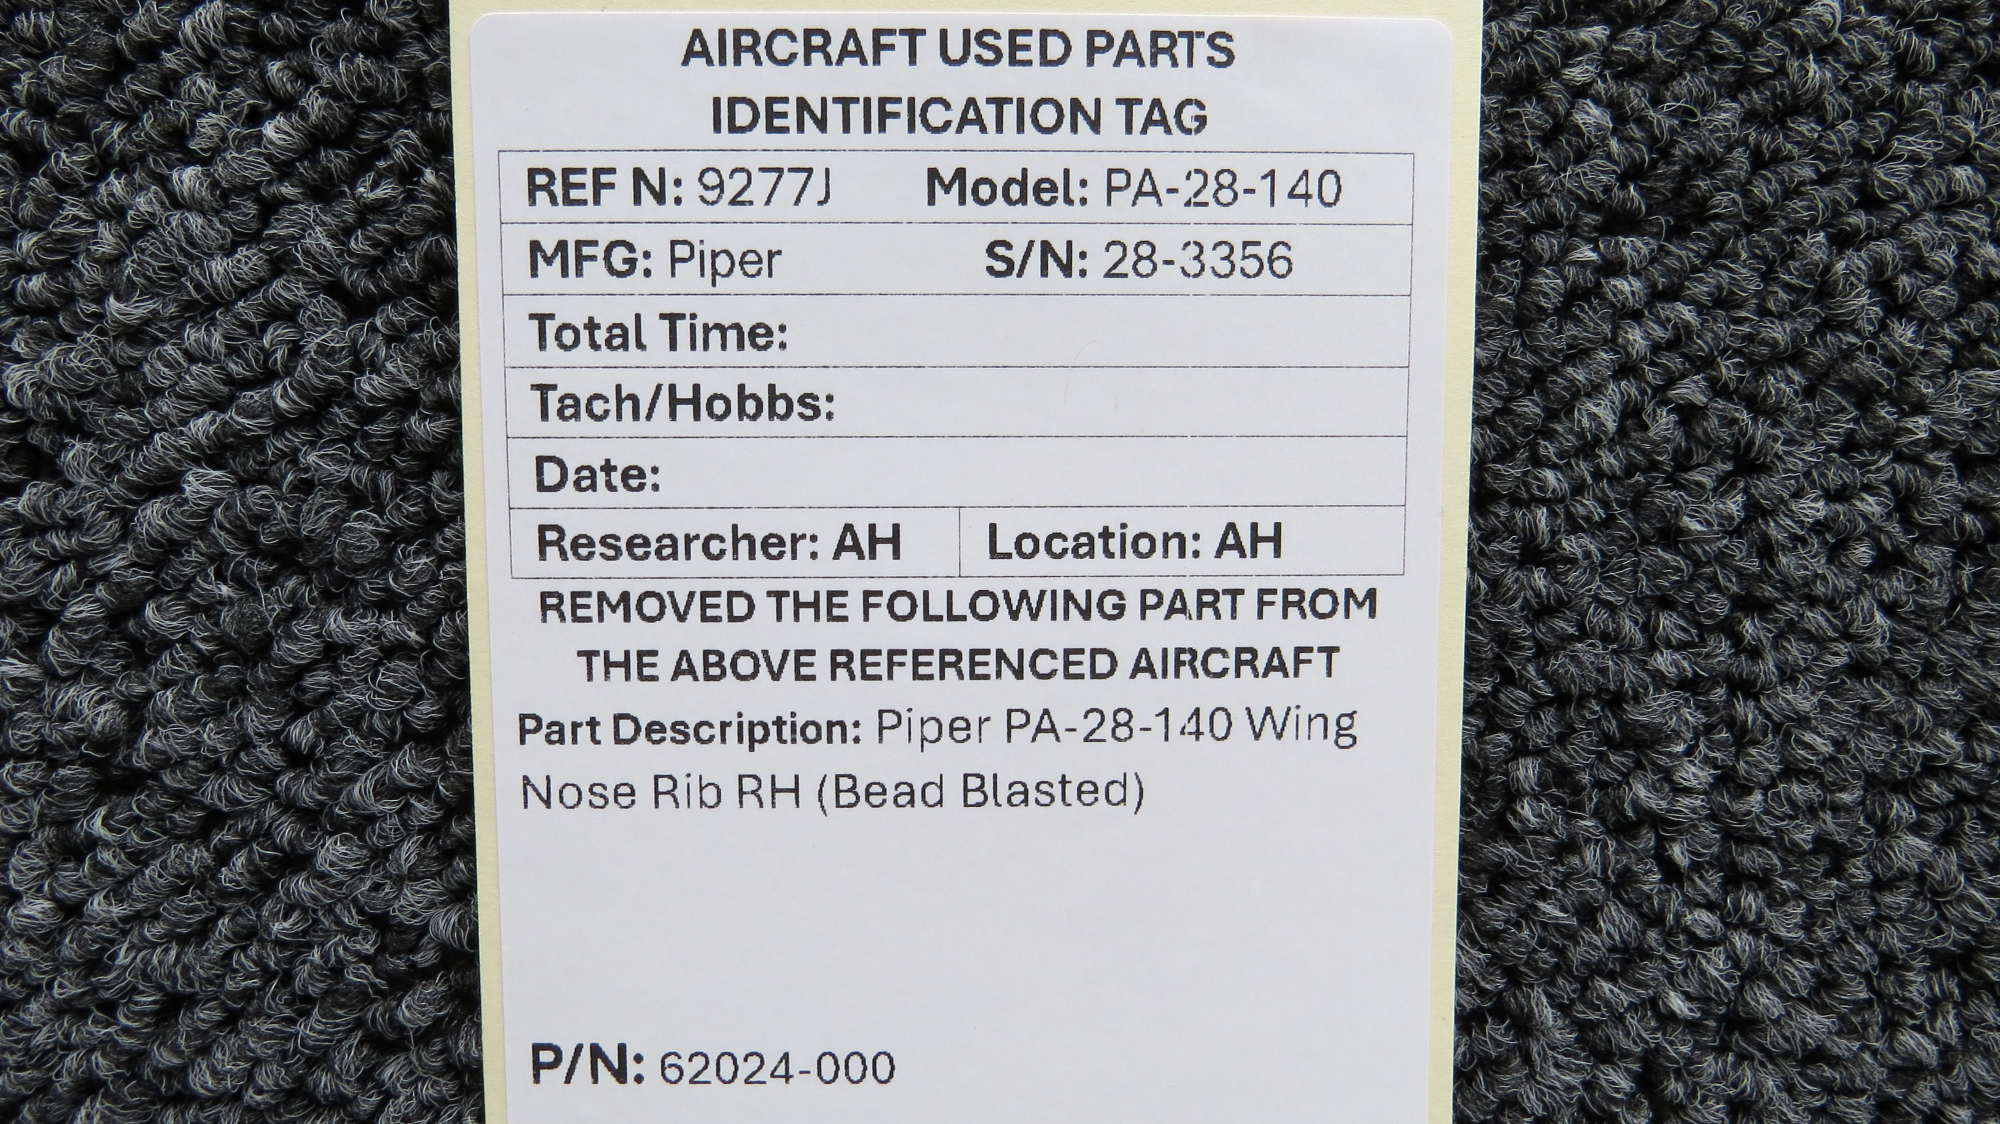 AIRCRAFT USED PARTS
IDENTIFICATION TAG
REF N: 9277J Model: PA-28-140
MFG: Piper S/N: 28-3356
Total Time:
Tach/Hobbs:
Date:
Researcher: AH Location: AH
REMOVED THE FOLLOWING PART FROM
THE ABOVE REFERENCED AIRCRAFT
Part Description: Piper PA-28-140 Wing
Nose Rib RH (Bead Blasted)
P/N: 62024-000